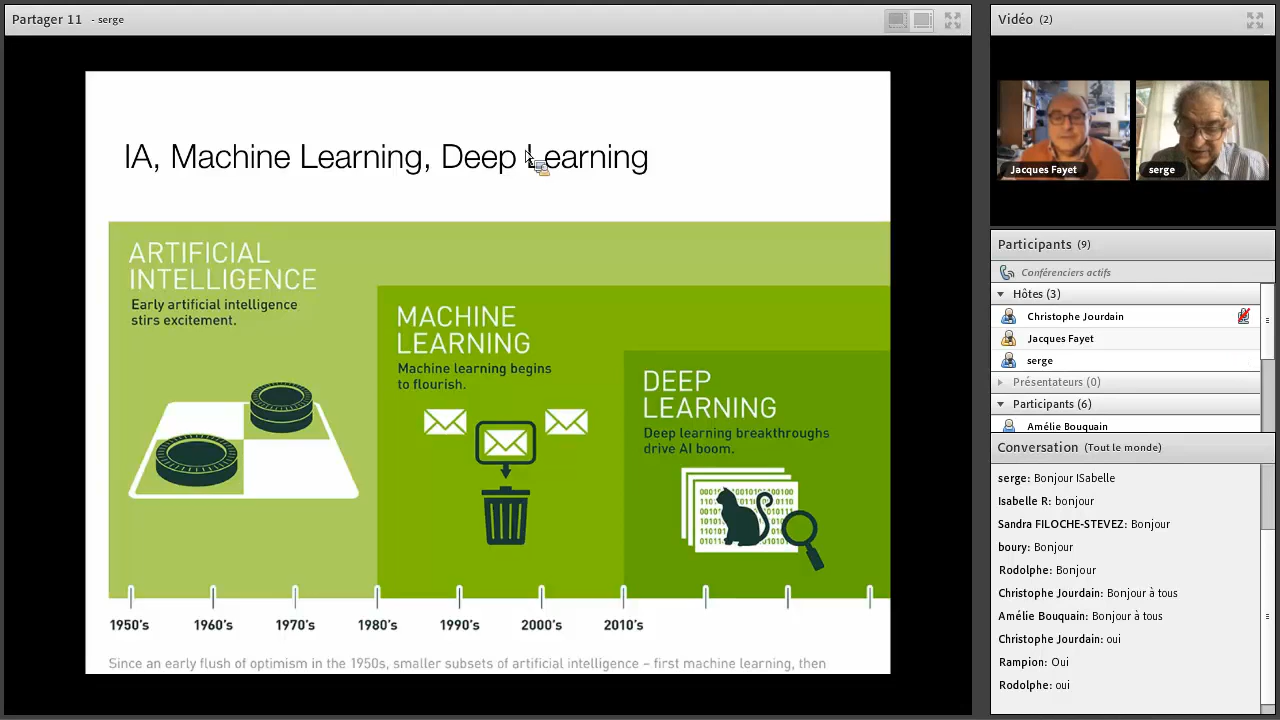 Partager 11 - serge
IA, Machine Learning, Deep Learning
ARTIFICIAL
INTELLIGENCE
Early artificial intelligence
stirs excitement.
MACHINE
LEARNING
Machine learning begins
to flourish.
DEEP
LEARNING
Deep learning breakthroughs
drive AI boom.
1950's 1960's 1970's 1980's 1990's 2000's 2010's
Since an early flush of optimism in the 1950s, smaller subsets of artificial intelligence – first machine learning, then
Vidéo (2)
Jacques Fayet
serge
Participants (9)
Conférenciers actifs
Hôtes (3)
Christophe Jourdain
Jacques Fayet
serge
Présentateurs (0)
Participants (6)
Amélie Bouquain
Conversation (Tout le monde)
serge: Bonjour ISabelle
Isabelle R: bonjour
Sandra FILOCHE-STEVEZ: Bonjour
boury: Bonjour
Rodolphe: Bonjour
Christophe Jourdain: Bonjour à tous
Amélie Bouquain: Bonjour à tous
Christophe Jourdain: oui
Rampion: Oui
Rodolphe: oui